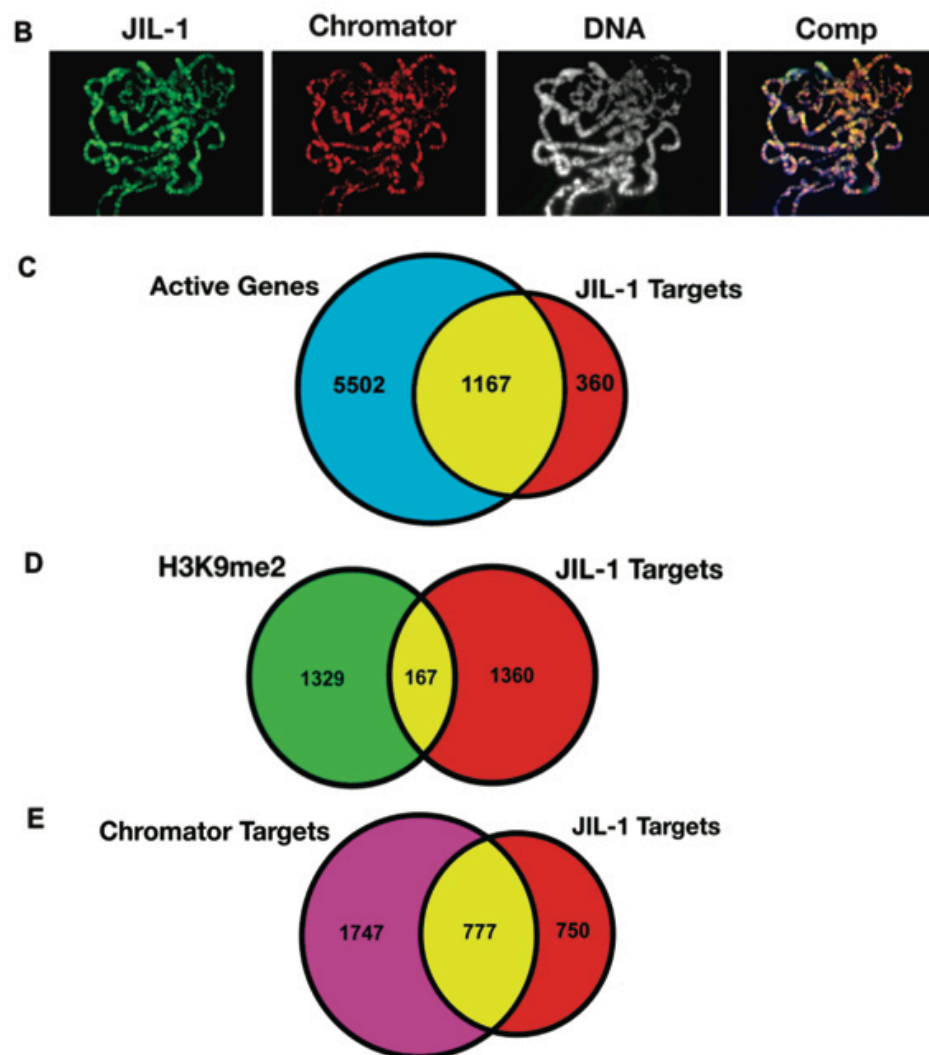 B
JIL-1 Chromator DNA Comp
C
Active Genes JIL-1 Targets
5502 1167 360
D
H3K9me2 JIL-1 Targets
1329 167 1360
E
Chromator Targets JIL-1 Targets
1747 777 750